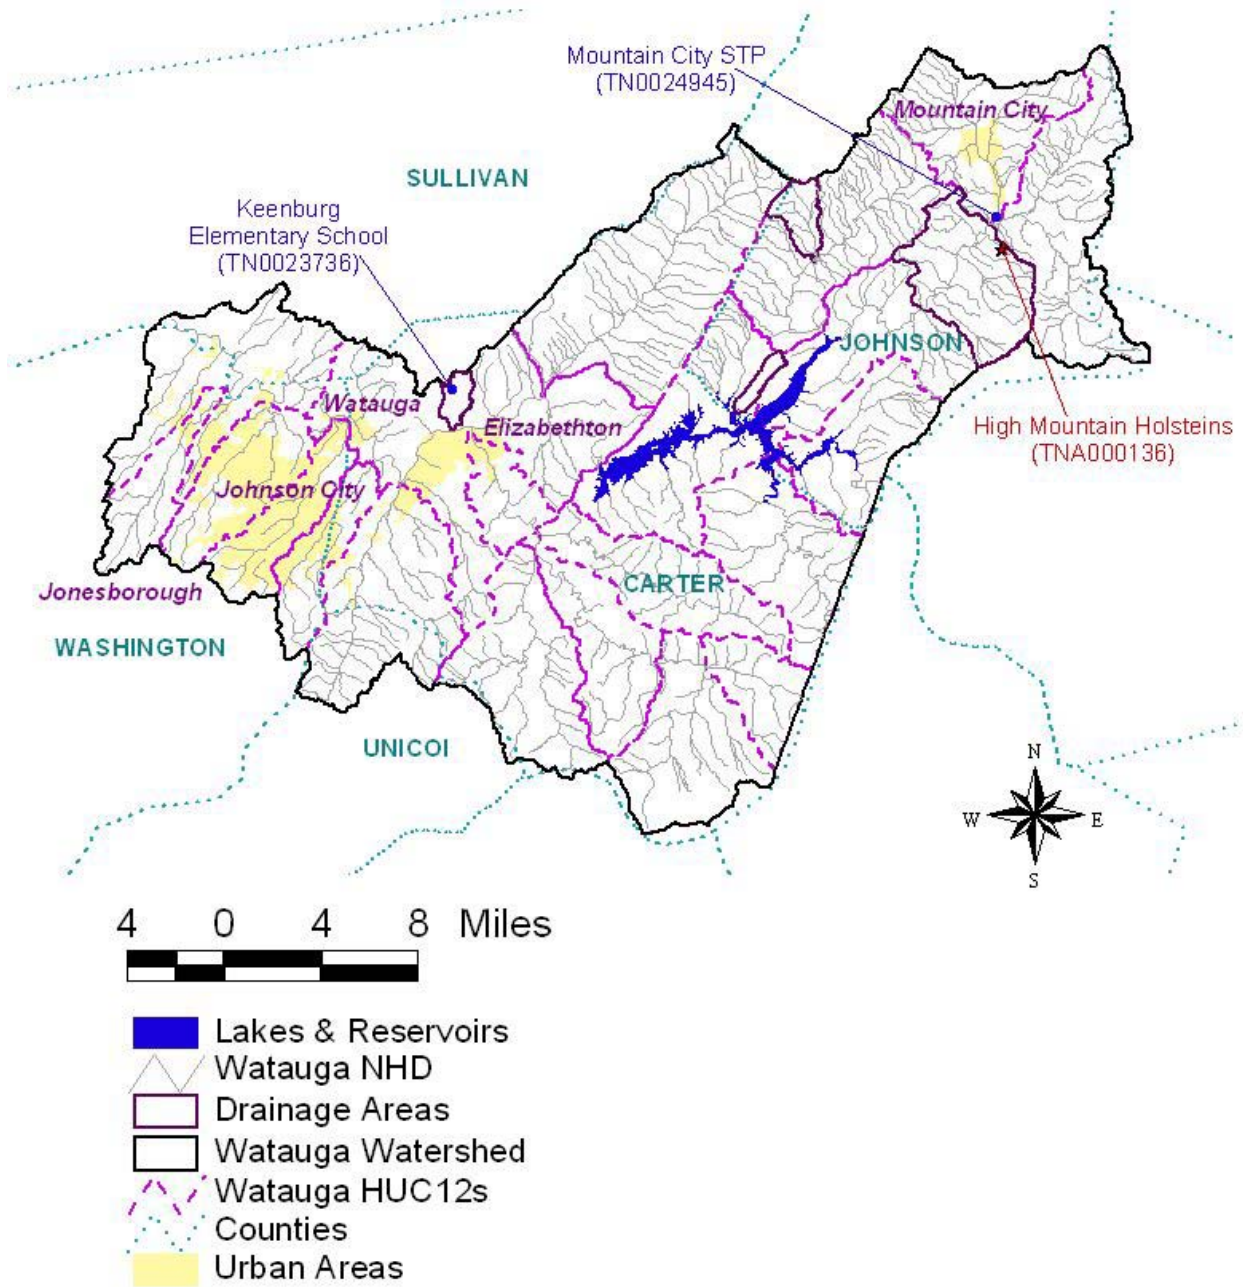 Mountain City STP
(TN0024945)
Mountain City
SULLIVAN
Keenburg
Elementary School
(TN0023736)
JOHNSON
Watauga
Elizabethton
High Mountain Holsteins
(TNA000136)
Johnson City
CARTER
Jonesborough
WASHINGTON
UNICOI
N
W E
S
4 0 4 8 Miles
Lakes & Reservoirs
Watauga NHD
Drainage Areas
Watauga Watershed
Watauga HUC12s
Counties
Urban Areas